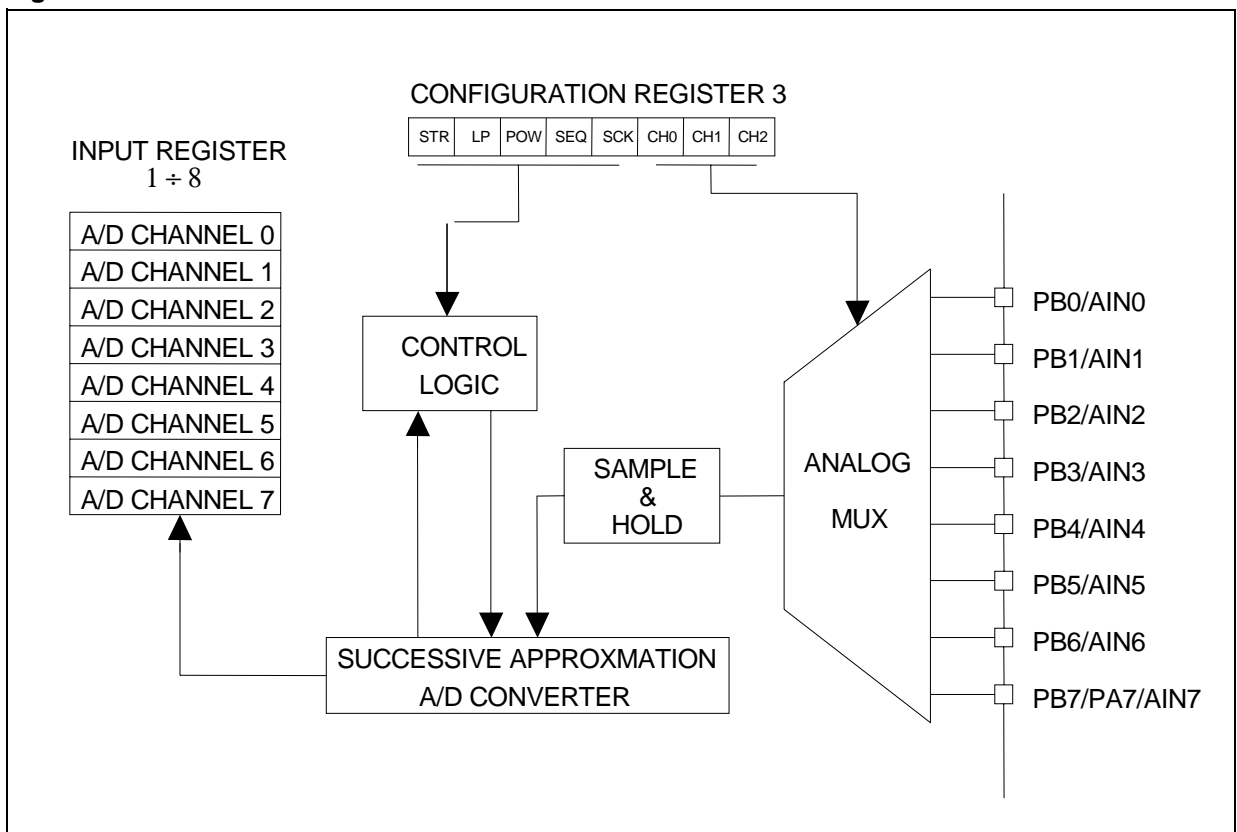 CONFIGURATION REGISTER 3
STR LP POW SEQ SCK CH0 CH1 CH2
INPUT REGISTER
1 ÷ 8
A/D CHANNEL 0
A/D CHANNEL 1
A/D CHANNEL 2
A/D CHANNEL 3
A/D CHANNEL 4
A/D CHANNEL 5
A/D CHANNEL 6
A/D CHANNEL 7
CONTROL
LOGIC
SAMPLE
&
HOLD
ANALOG
MUX
SUCCESSIVE APPROXMATION
A/D CONVERTER
PB0/AIN0
PB1/AIN1
PB2/AIN2
PB3/AIN3
PB4/AIN4
PB5/AIN5
PB6/AIN6
PB7/PA7/AIN7